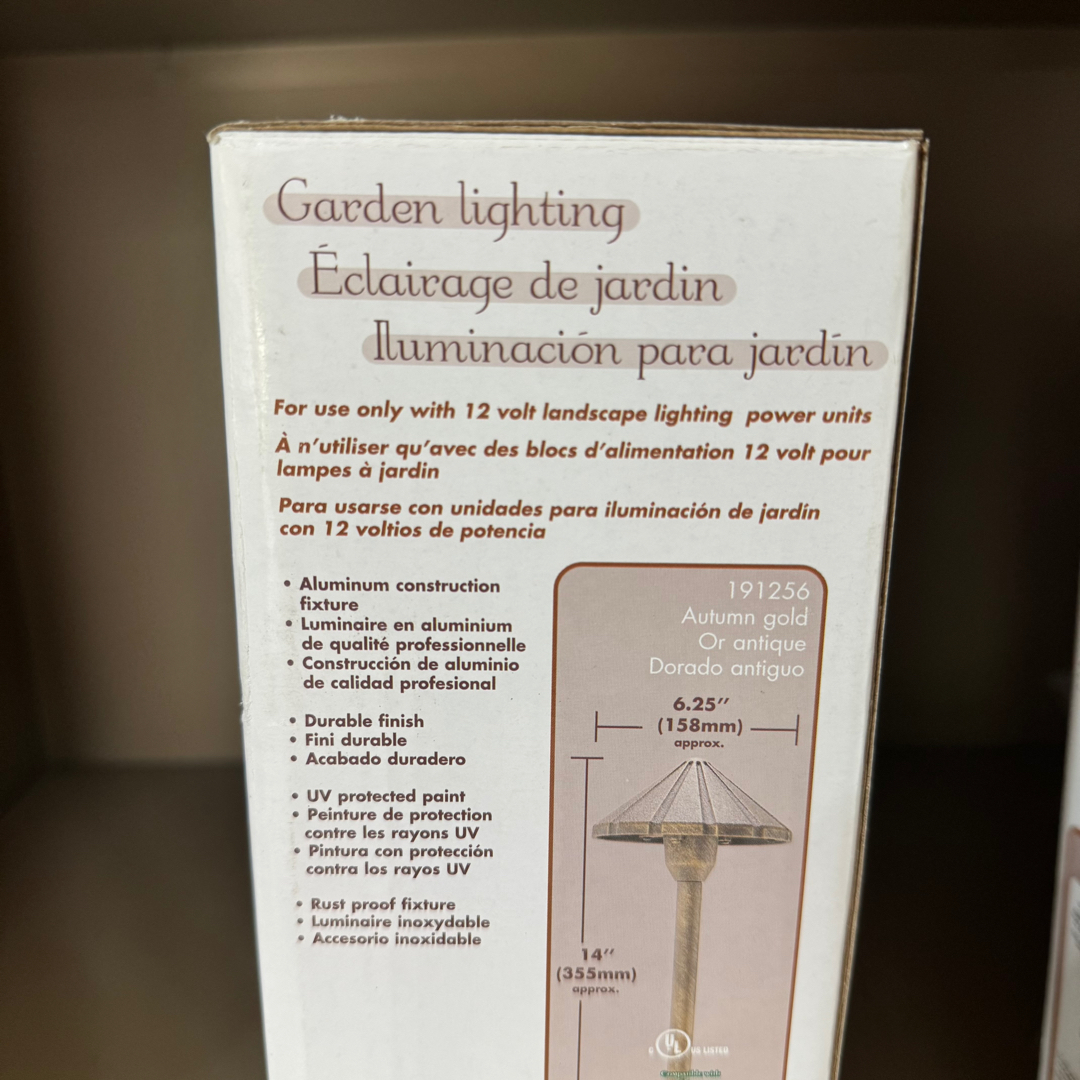 Garden lighting
Éclairage de jardin
Iluminación para jardín
For use only with 12 volt landscape lighting power units
À n'utiliser qu'avec des blocs d'alimentation 12 volt pour
lampes à jardin
Para usarse con unidades para iluminación de jardín
con 12 voltios de potencia
• Aluminum construction
fixture
• Luminaire en aluminium
de qualité professionnelle
• Construcción de aluminio
de calidad profesional
• Durable finish
• Fini durable
• Acabado duradero
• UV protected paint
• Peinture de protection
contre les rayons UV
• Pintura con protección
contra los rayos UV
• Rust proof fixture
• Luminaire inoxydable
• Accesorio inoxidable
191256
Autumn gold
Or antique
Dorado antiguo
6.25″
(158mm)
approx.
14″
(355mm)
approx.
C UL US LISTED
Compatible with